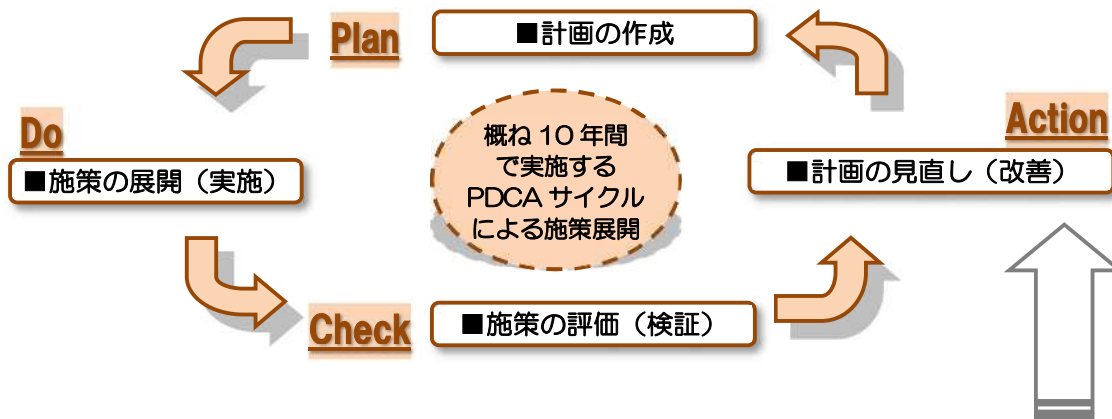 Plan
■計画の作成
Do
■施策の展開（実施）
概ね 10 年間
で実施する
PDCA サイクル
による施策展開
Action
■計画の見直し（改善）
Check
■施策の評価（検証）